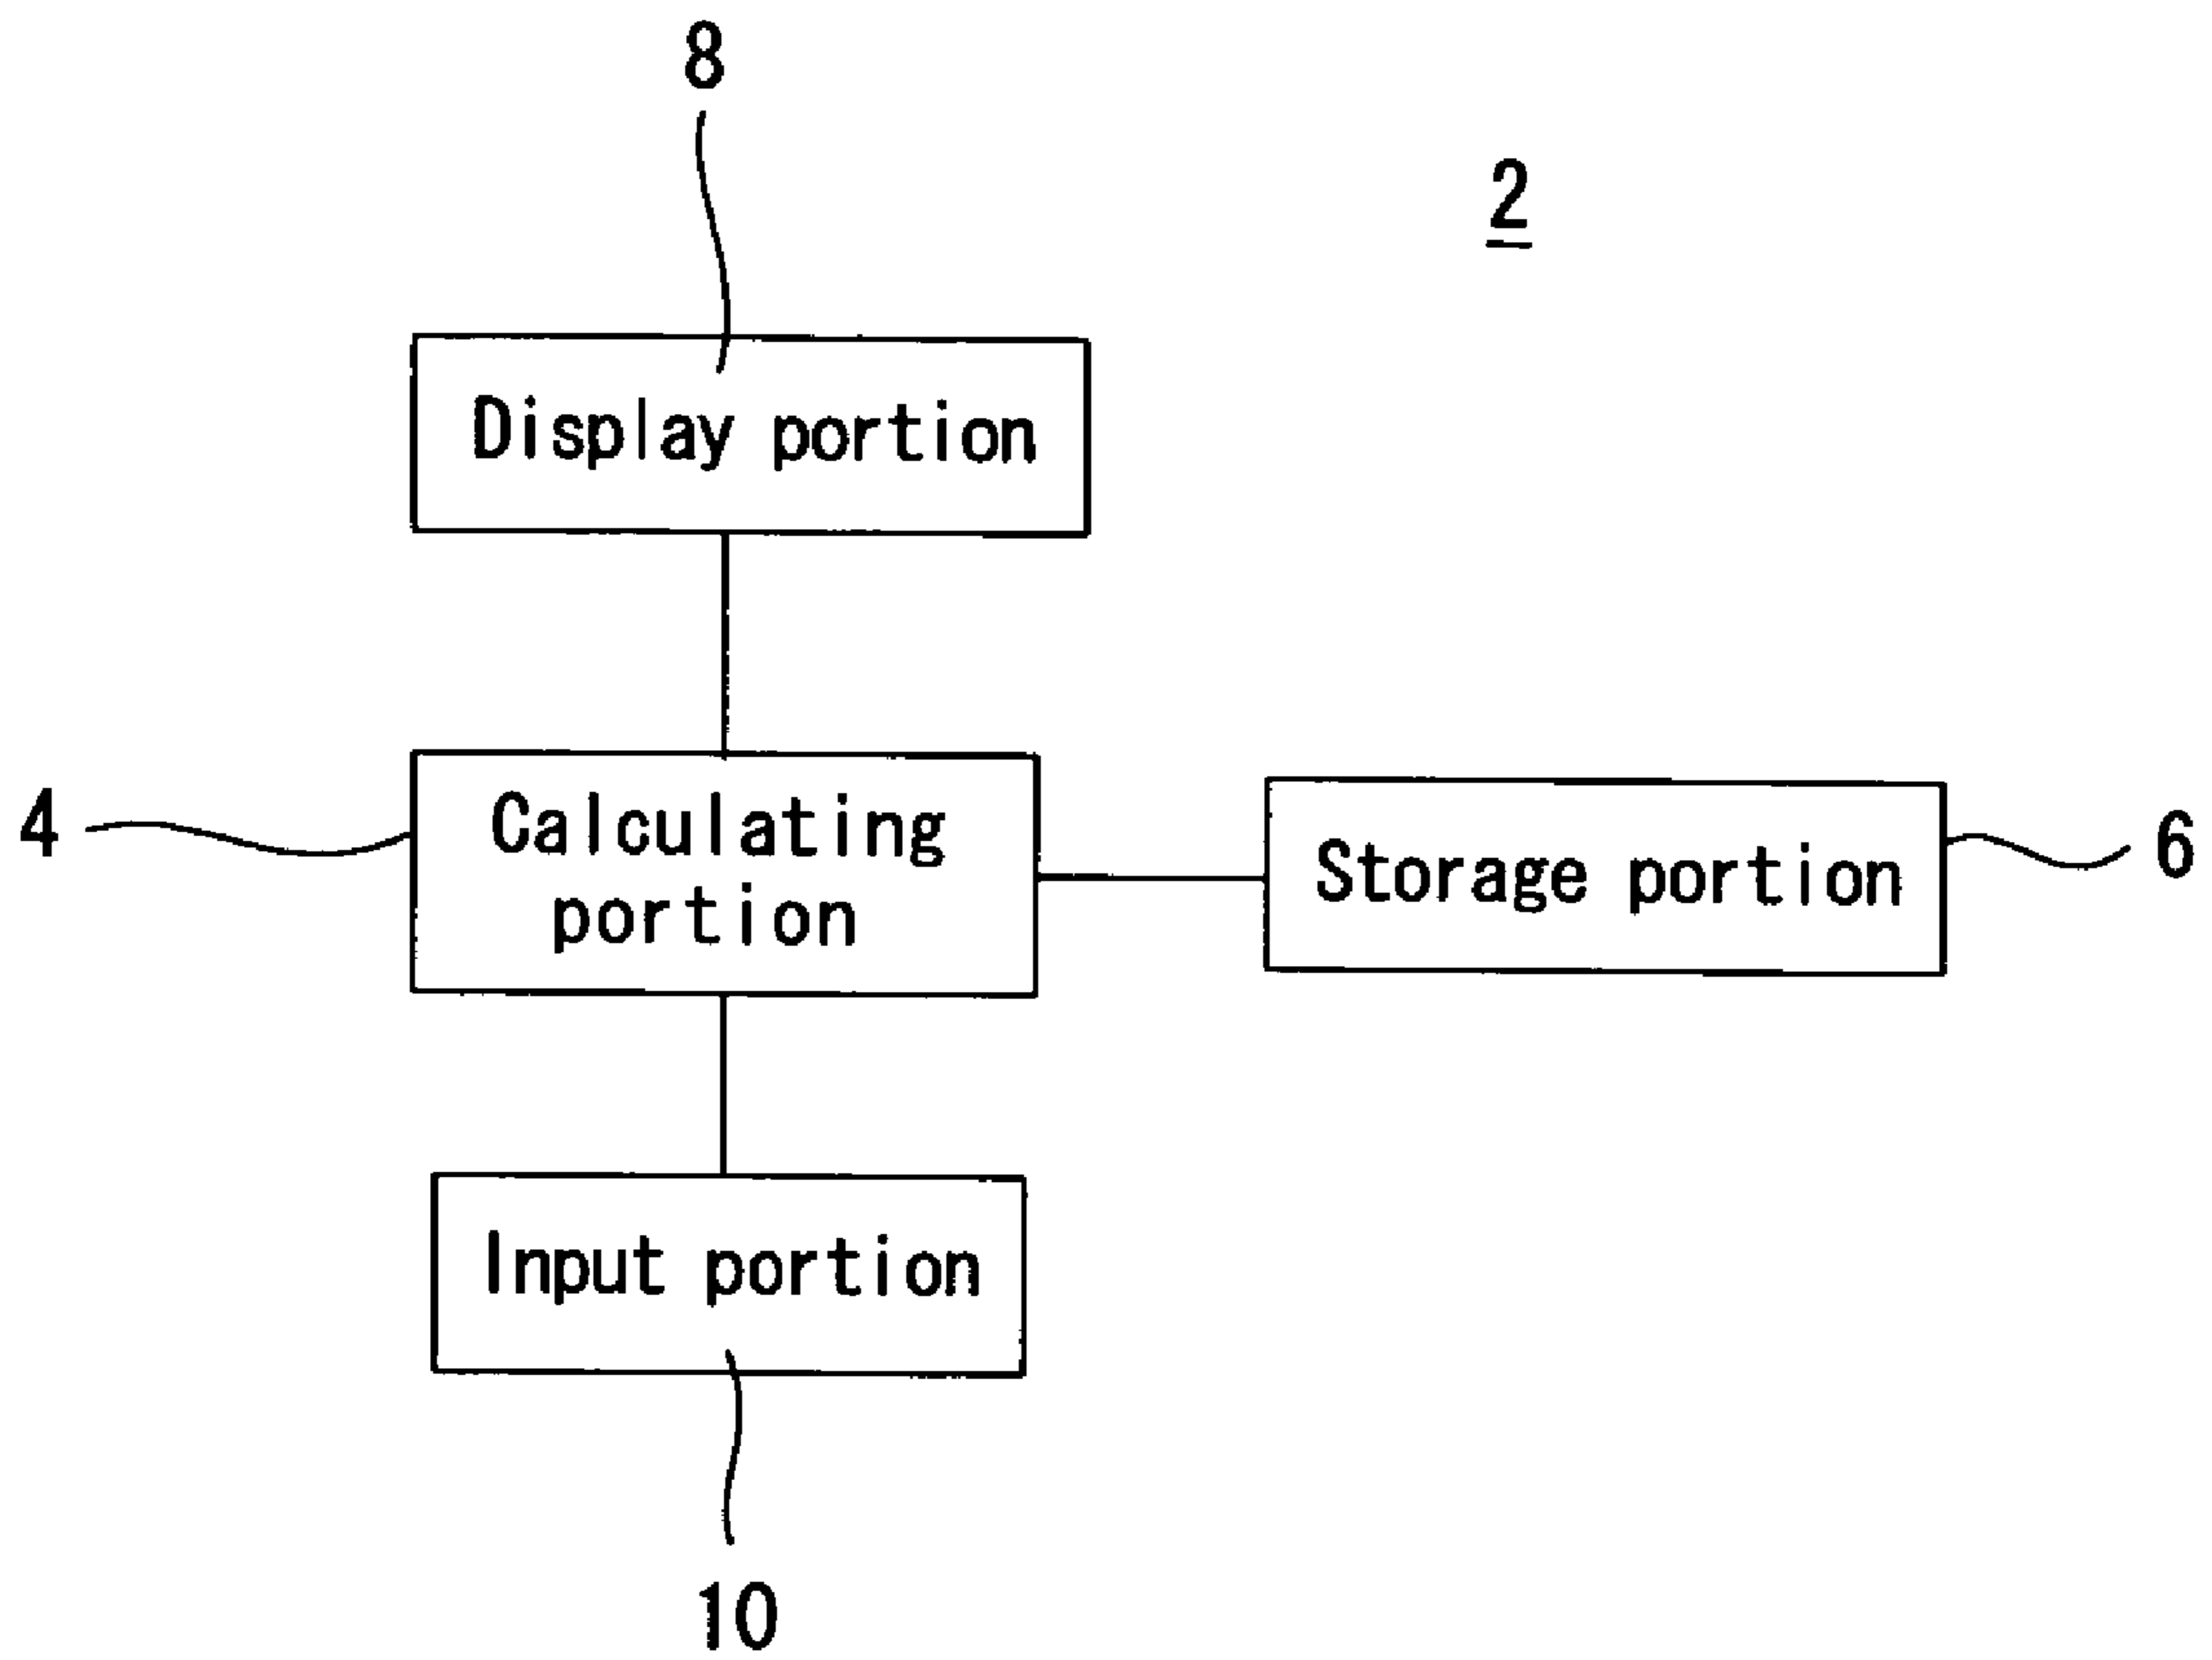 8
2
Display portion
4
Calculating
portion
Storage portion
6
Input portion
10